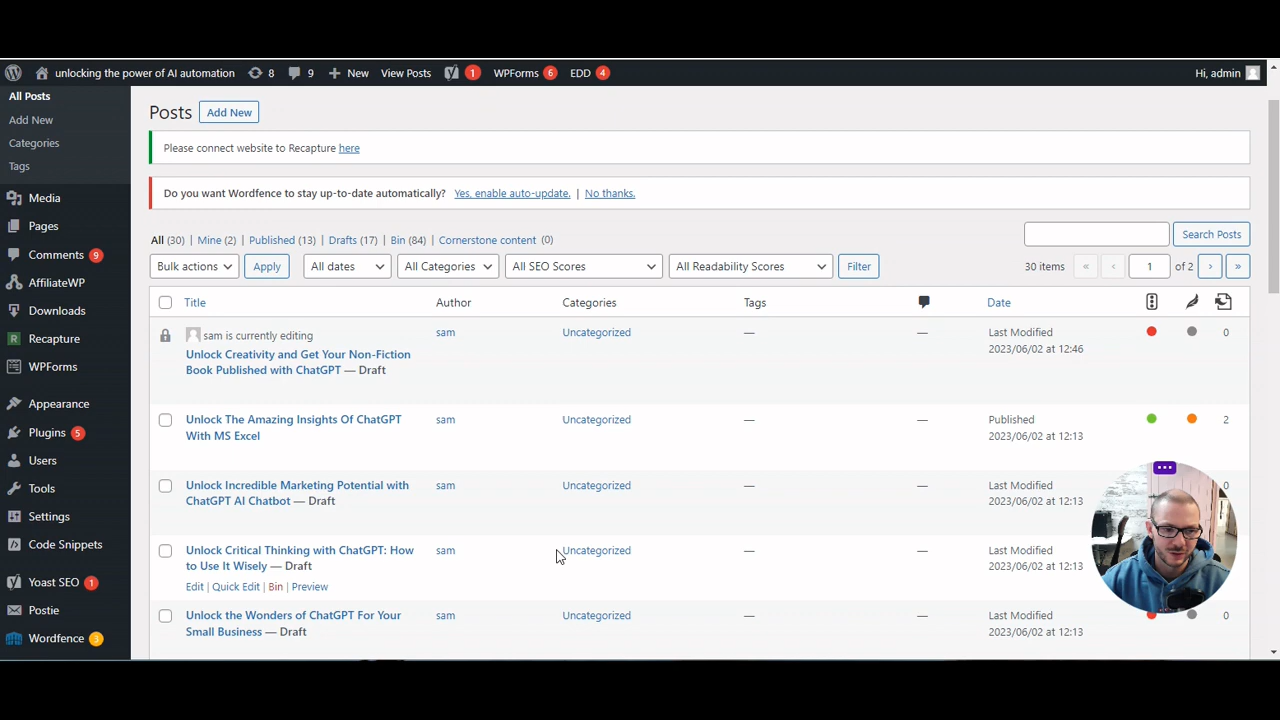 unlocking the power of AI automation 8 9 New View Posts 1 WPForms 6 EDD 4 Hi, admin
All Posts
Add New
Categories
Tags
Media
Pages
Comments 9
AffiliateWP
Downloads
Recapture
WPForms
Appearance
Plugins 5
Users
Tools
Settings
Code Snippets
Yoast SEO 1
Postie
Wordfence 3
Posts Add New
Please connect website to Recapture here
Do you want Wordfence to stay up-to-date automatically? Yes, enable auto-update. | No thanks.
All (30) | Mine (2) | Published (13) | Drafts (17) | Bin (84) | Cornerstone content (0)
Search Posts
Bulk actions Apply All dates All Categories All SEO Scores All Readability Scores Filter 30 items « ‹ 1 of 2 › »
Title Author Categories Tags Date
sam is currently editing sam Uncategorized — — Last Modified 0
Unlock Creativity and Get Your Non-Fiction 2023/06/02 at 12:46
Book Published with ChatGPT — Draft
Unlock The Amazing Insights Of ChatGPT sam Uncategorized — — Published 2
With MS Excel 2023/06/02 at 12:13
Unlock Incredible Marketing Potential with sam Uncategorized — — Last Modified 0
ChatGPT AI Chatbot — Draft 2023/06/02 at 12:13
Unlock Critical Thinking with ChatGPT: How sam Uncategorized — — Last Modified
to Use It Wisely — Draft 2023/06/02 at 12:13
Edit | Quick Edit | Bin | Preview
Unlock the Wonders of ChatGPT For Your sam Uncategorized — — Last Modified 0
Small Business — Draft 2023/06/02 at 12:13